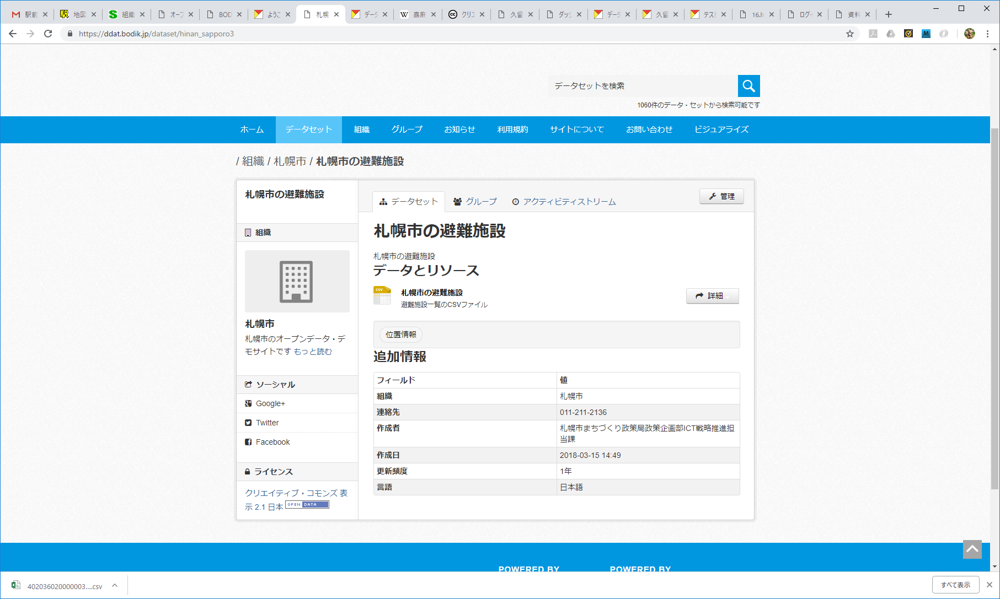 駅前
地図
組織
オープ
BOD
ようこ
札幌
データ
嘉麻
クリエ
久留
ダッシ
データ
久留
テスト
16.h
ログイ
資料
https://ddat.bodik.jp/dataset/hinan_sapporo3
データセットを検索
1060件のデータ・セットから検索可能です
ホーム データセット 組織 グループ お知らせ 利用規約 サイトについて お問い合わせ ビジュアライズ
/ 組織 / 札幌市 / 札幌市の避難施設
札幌市の避難施設
組織
札幌市
札幌市のオープンデータ・デ
モサイトです もっと読む
ソーシャル
Google+
Twitter
Facebook
ライセンス
クリエイティブ・コモンズ 表
示 2.1 日本 OPEN DATA
データセット グループ アクティビティストリーム
管理
札幌市の避難施設
札幌市の避難施設
データとリソース
CSV
札幌市の避難施設
避難施設一覧のCSVファイル
詳細
位置情報
追加情報
フィールド 値
組織 札幌市
連絡先 011-211-2136
作成者 札幌市まちづくり政策局政策企画部ICT戦略推進担
当課
作成日 2018-03-15 14:49
更新頻度 1年
言語 日本語
POWERED BY POWERED BY
402036020000003....csv
すべて表示